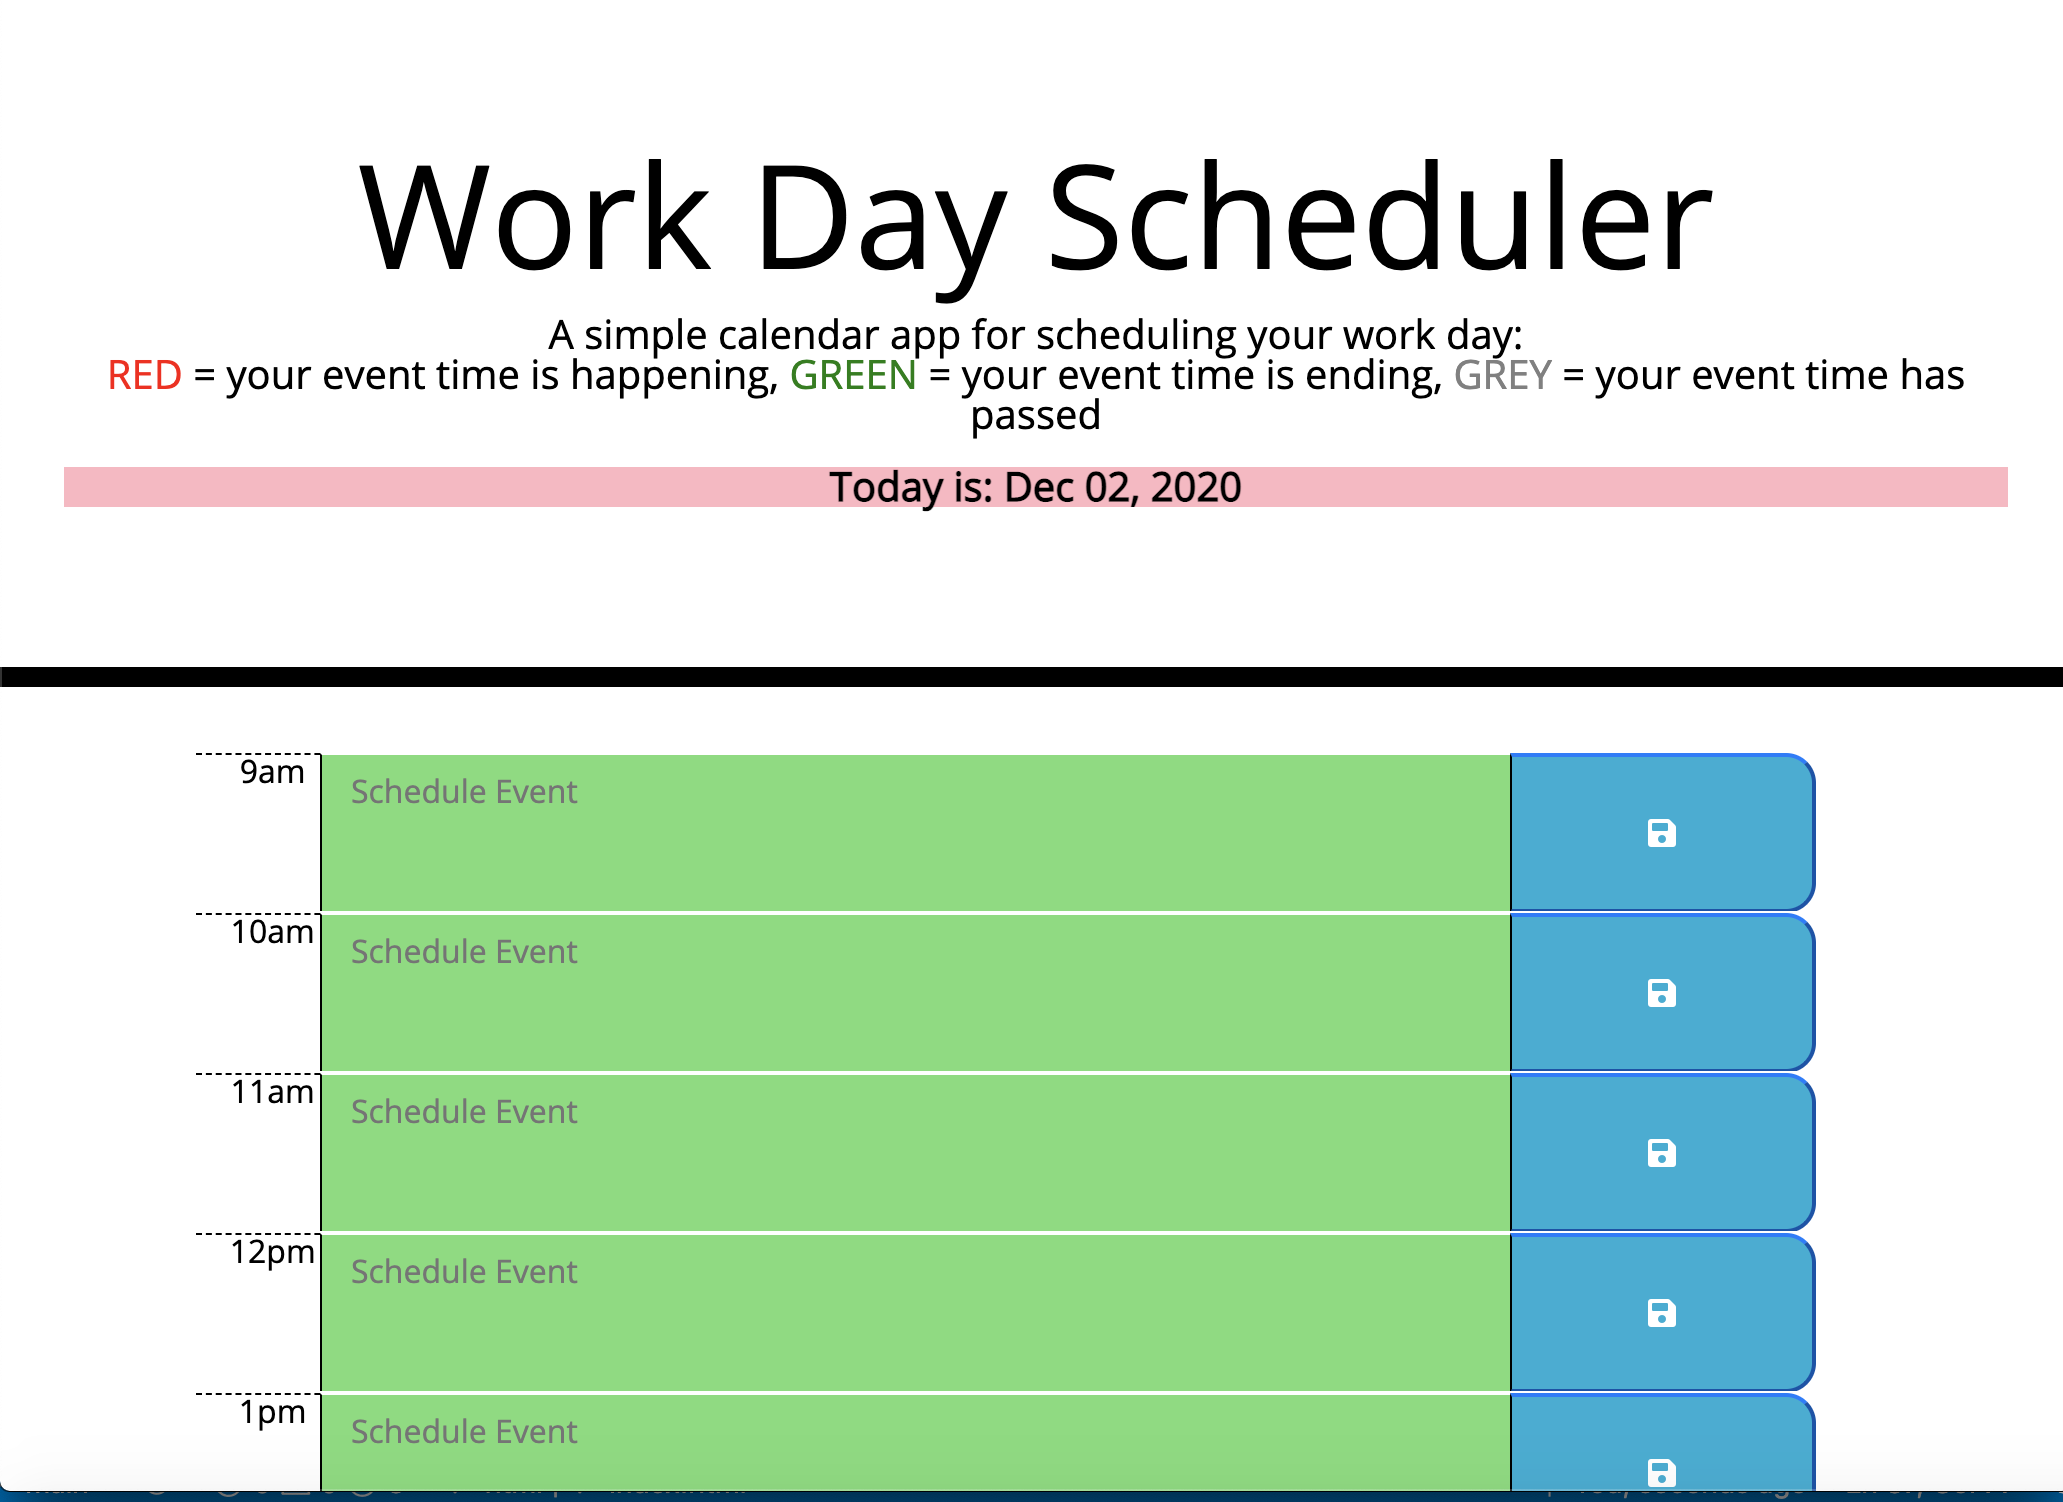 Work Day Scheduler
A simple calendar app for scheduling your work day:
RED = your event time is happening, GREEN = your event time is ending, GREY = your event time has
passed
Today is: Dec 02, 2020
9am
Schedule Event
10am
Schedule Event
11am
Schedule Event
12pm
Schedule Event
1pm
Schedule Event